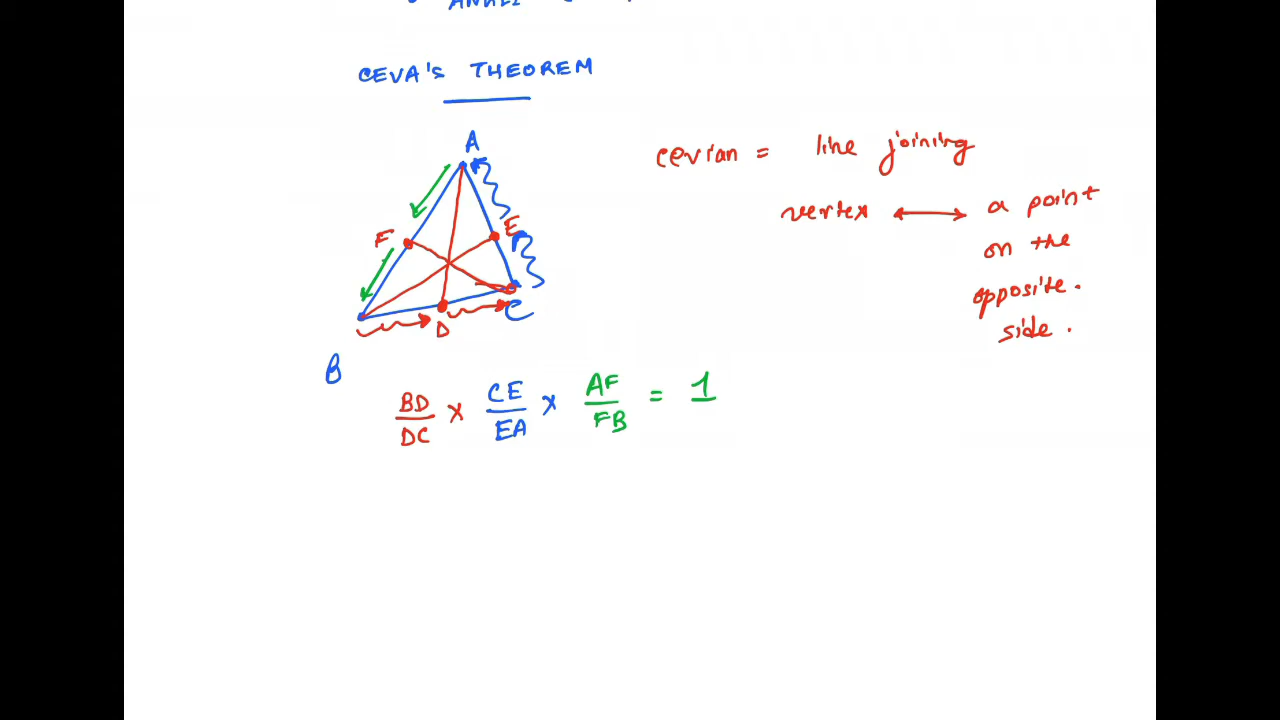 CEVA's THEOREM
A
cevian = line joining
vertex ↔ a point
on the
opposite.
side.
F
E
D
C
B
BD/DC × CE/EA × AF/FB = 1